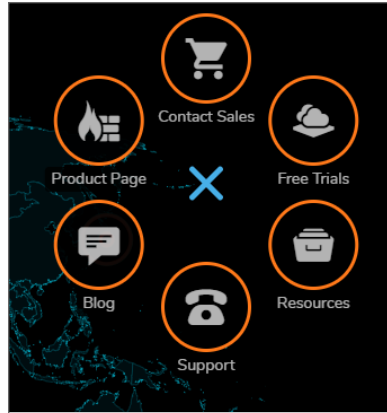 Contact Sales
Product Page
Free Trials
Blog
Resources
Support